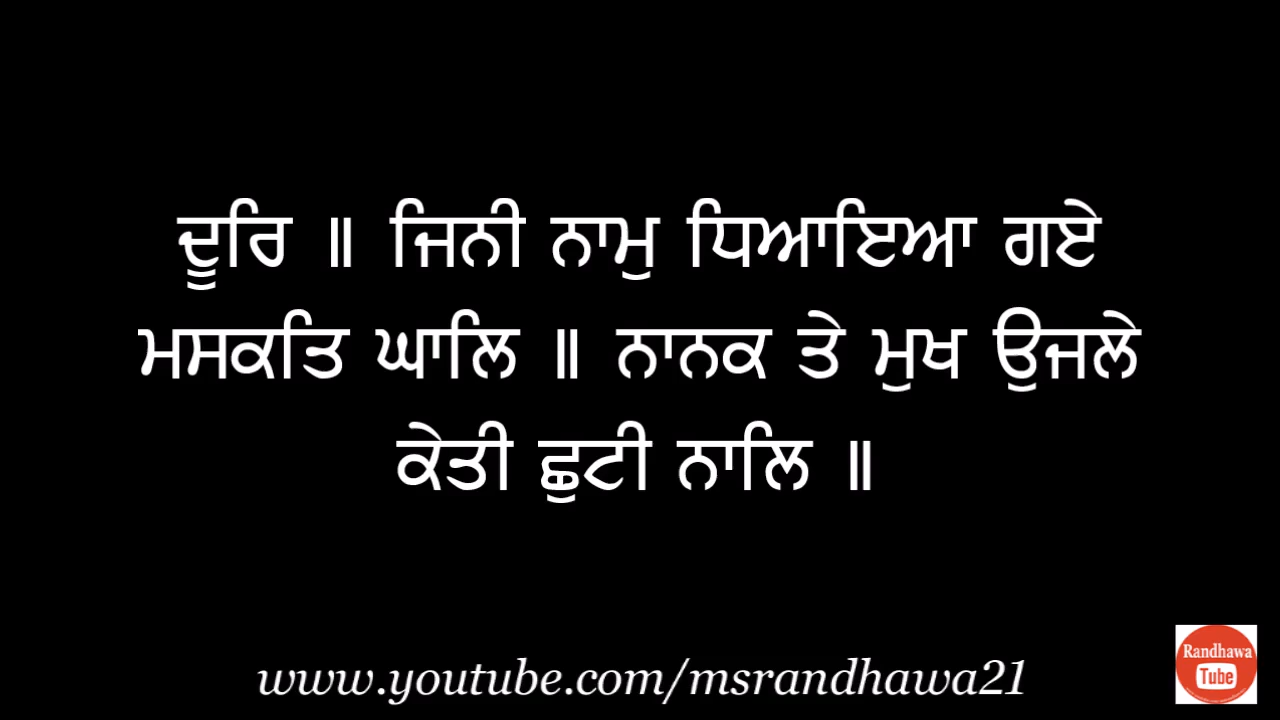 ਦੂਰਿ ॥ ਜਿਨੀ ਨਾਮੁ ਧਿਆਇਆ ਗਏ
ਮਸਕਤਿ ਘਾਲਿ ॥ ਨਾਨਕ ਤੇ ਮੁਖ ਉਜਲੇ
ਕੇਤੀ ਛੁਟੀ ਨਾਲਿ ॥
www.youtube.com/msrandhawa21
Randhawa
Tube